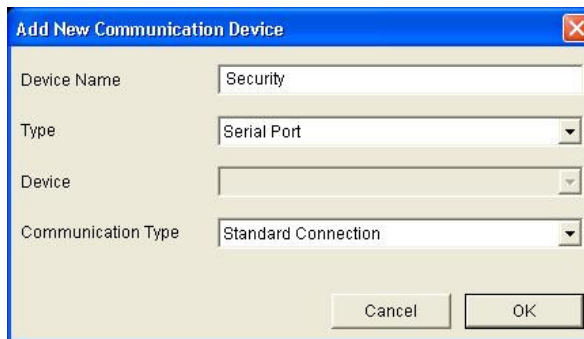 Add New Communication Device
Device Name Security
Type Serial Port
Device
Communication Type Standard Connection
Cancel OK